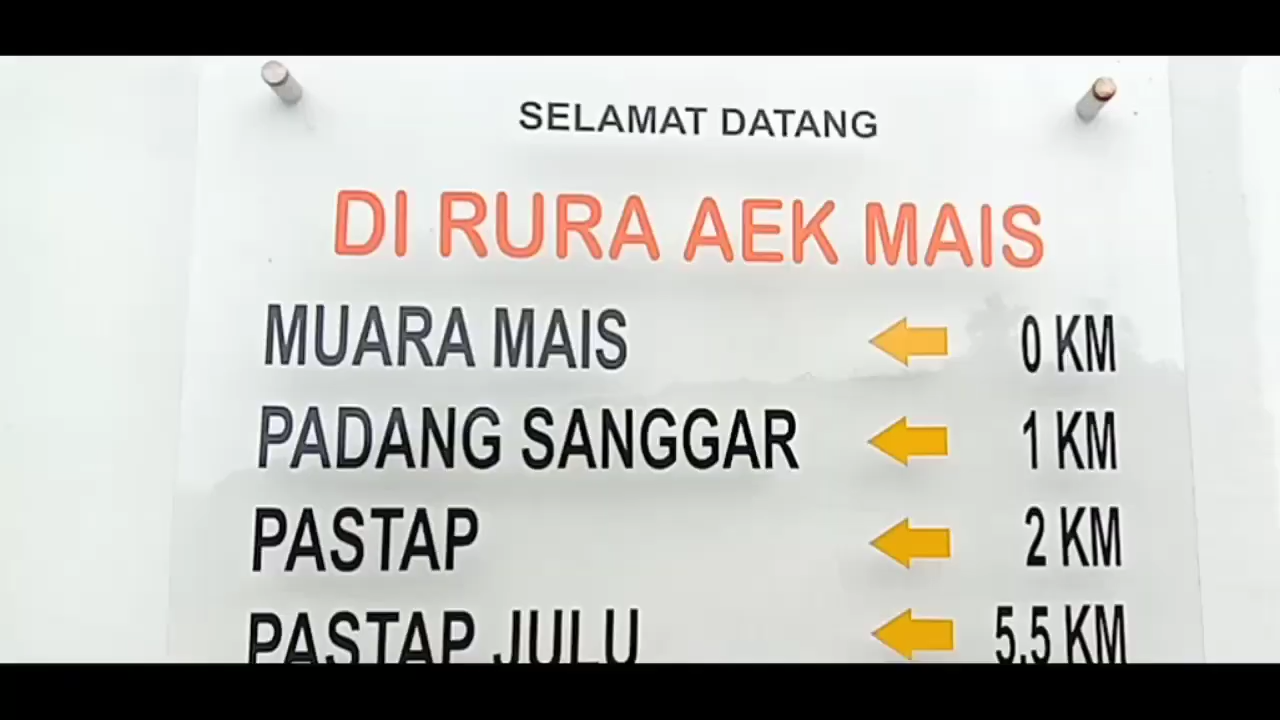 SELAMAT DATANG
DI RURA AEK MAIS
MUARA MAIS 0 KM
PADANG SANGGAR 1 KM
PASTAP 2 KM
PASTAP JULU 5.5 KM